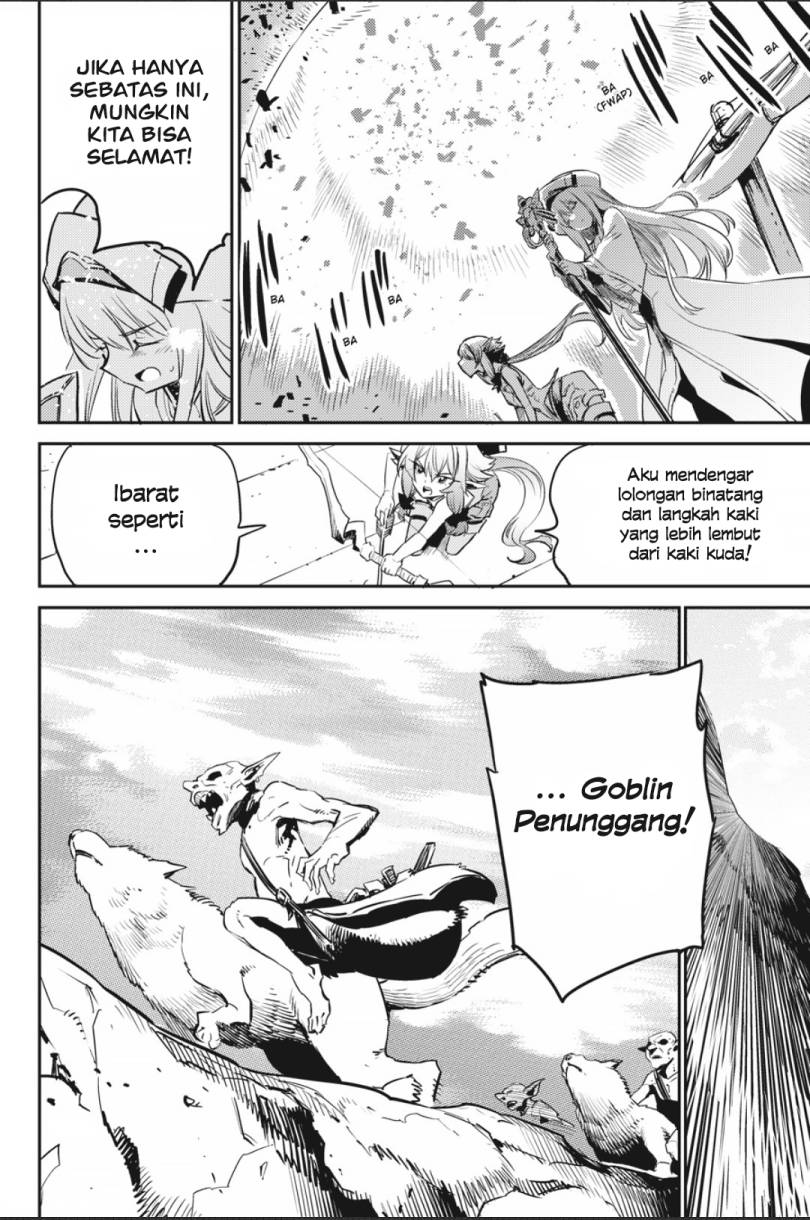 BA
BA
BA
BA
(FWAP)
BA
BA
BA
JIKA HANYA
SEBATAS INI,
MUNGKIN
KITA BISA
SELAMAT!
Aku mendengar
lolongan binatang
dan langkah kaki
yang lebih lembut
dari kaki kuda!
Ibarat
seperti
...
... Goblin
Penunggang!